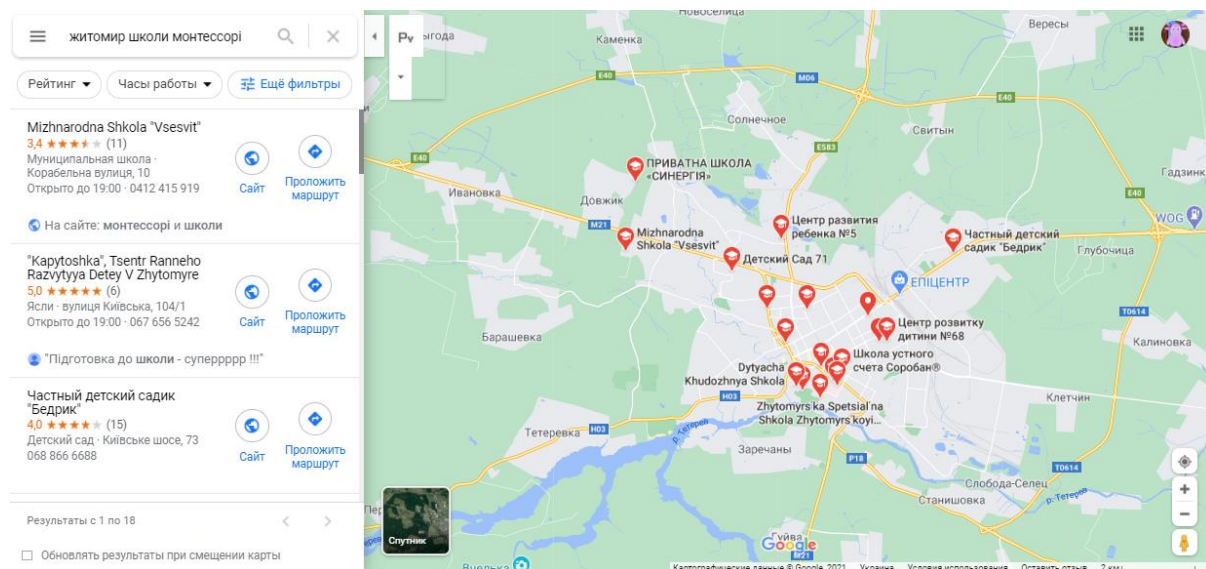 житомир школи монтессорі
Рейтинг
Часы работы
Ещё фильтры
Mizhnarodna Shkola "Vsesvit"
3,4 (11)
Муниципальная школа ·
Корабельна вулиця, 10
Открыто до 19:00 · 0412 415 919
Сайт
Проложить
маршрут
На сайте: монтессорі и школи
"Kapytoshka", Tsentr Ranneho
Razvytyya Detey V Zhytomyre
5,0 (6)
Ясли · вулиця Київська, 104/1
Открыто до 19:00 · 067 656 5242
Сайт
Проложить
маршрут
"Підготовка до школи - суперрррр !!!"
Частный детский садик
"Бедрик"
4,0 (15)
Детский сад · Київське шосе, 73
068 866 6688
Сайт
Проложить
маршрут
Результаты с 1 по 18
Обновлять результаты при смещении карты
Новоселица
Каменка
Вересы
E40
M06
E40
Солнечное
Свитын
E583
E40
ПРИВАТНА ШКОЛА
«СИНЕРГІЯ»
Ивановка
Довжик
E40
M21
Mizhnarodna
Shkola "Vsesvit"
Центр развития
ребенка №5
Частный детский
садик "Бедрик"
WOG
Глубочица
Детский Сад 71
ЕПІЦЕНТР
T0614
Барашевка
Центр розвитку
дитини №68
Калиновка
Школа устного
счета Соробан®
Dytyacha
Khudozhnya Shkola
H03
Zhytomyrs'ka Spetsial'na
Shkola Zhytomyrs'koyi...
Клетчин
Тетеревка
H03
р. Тетерев
Заречаны
P18
T0614
Слобода-Селец
Станишовка
р. Тетерев
Спутник
Гуйва
Google
M21
Картографические данные © Google, 2021 Украина Условия использования Оставить отзыв 2 км